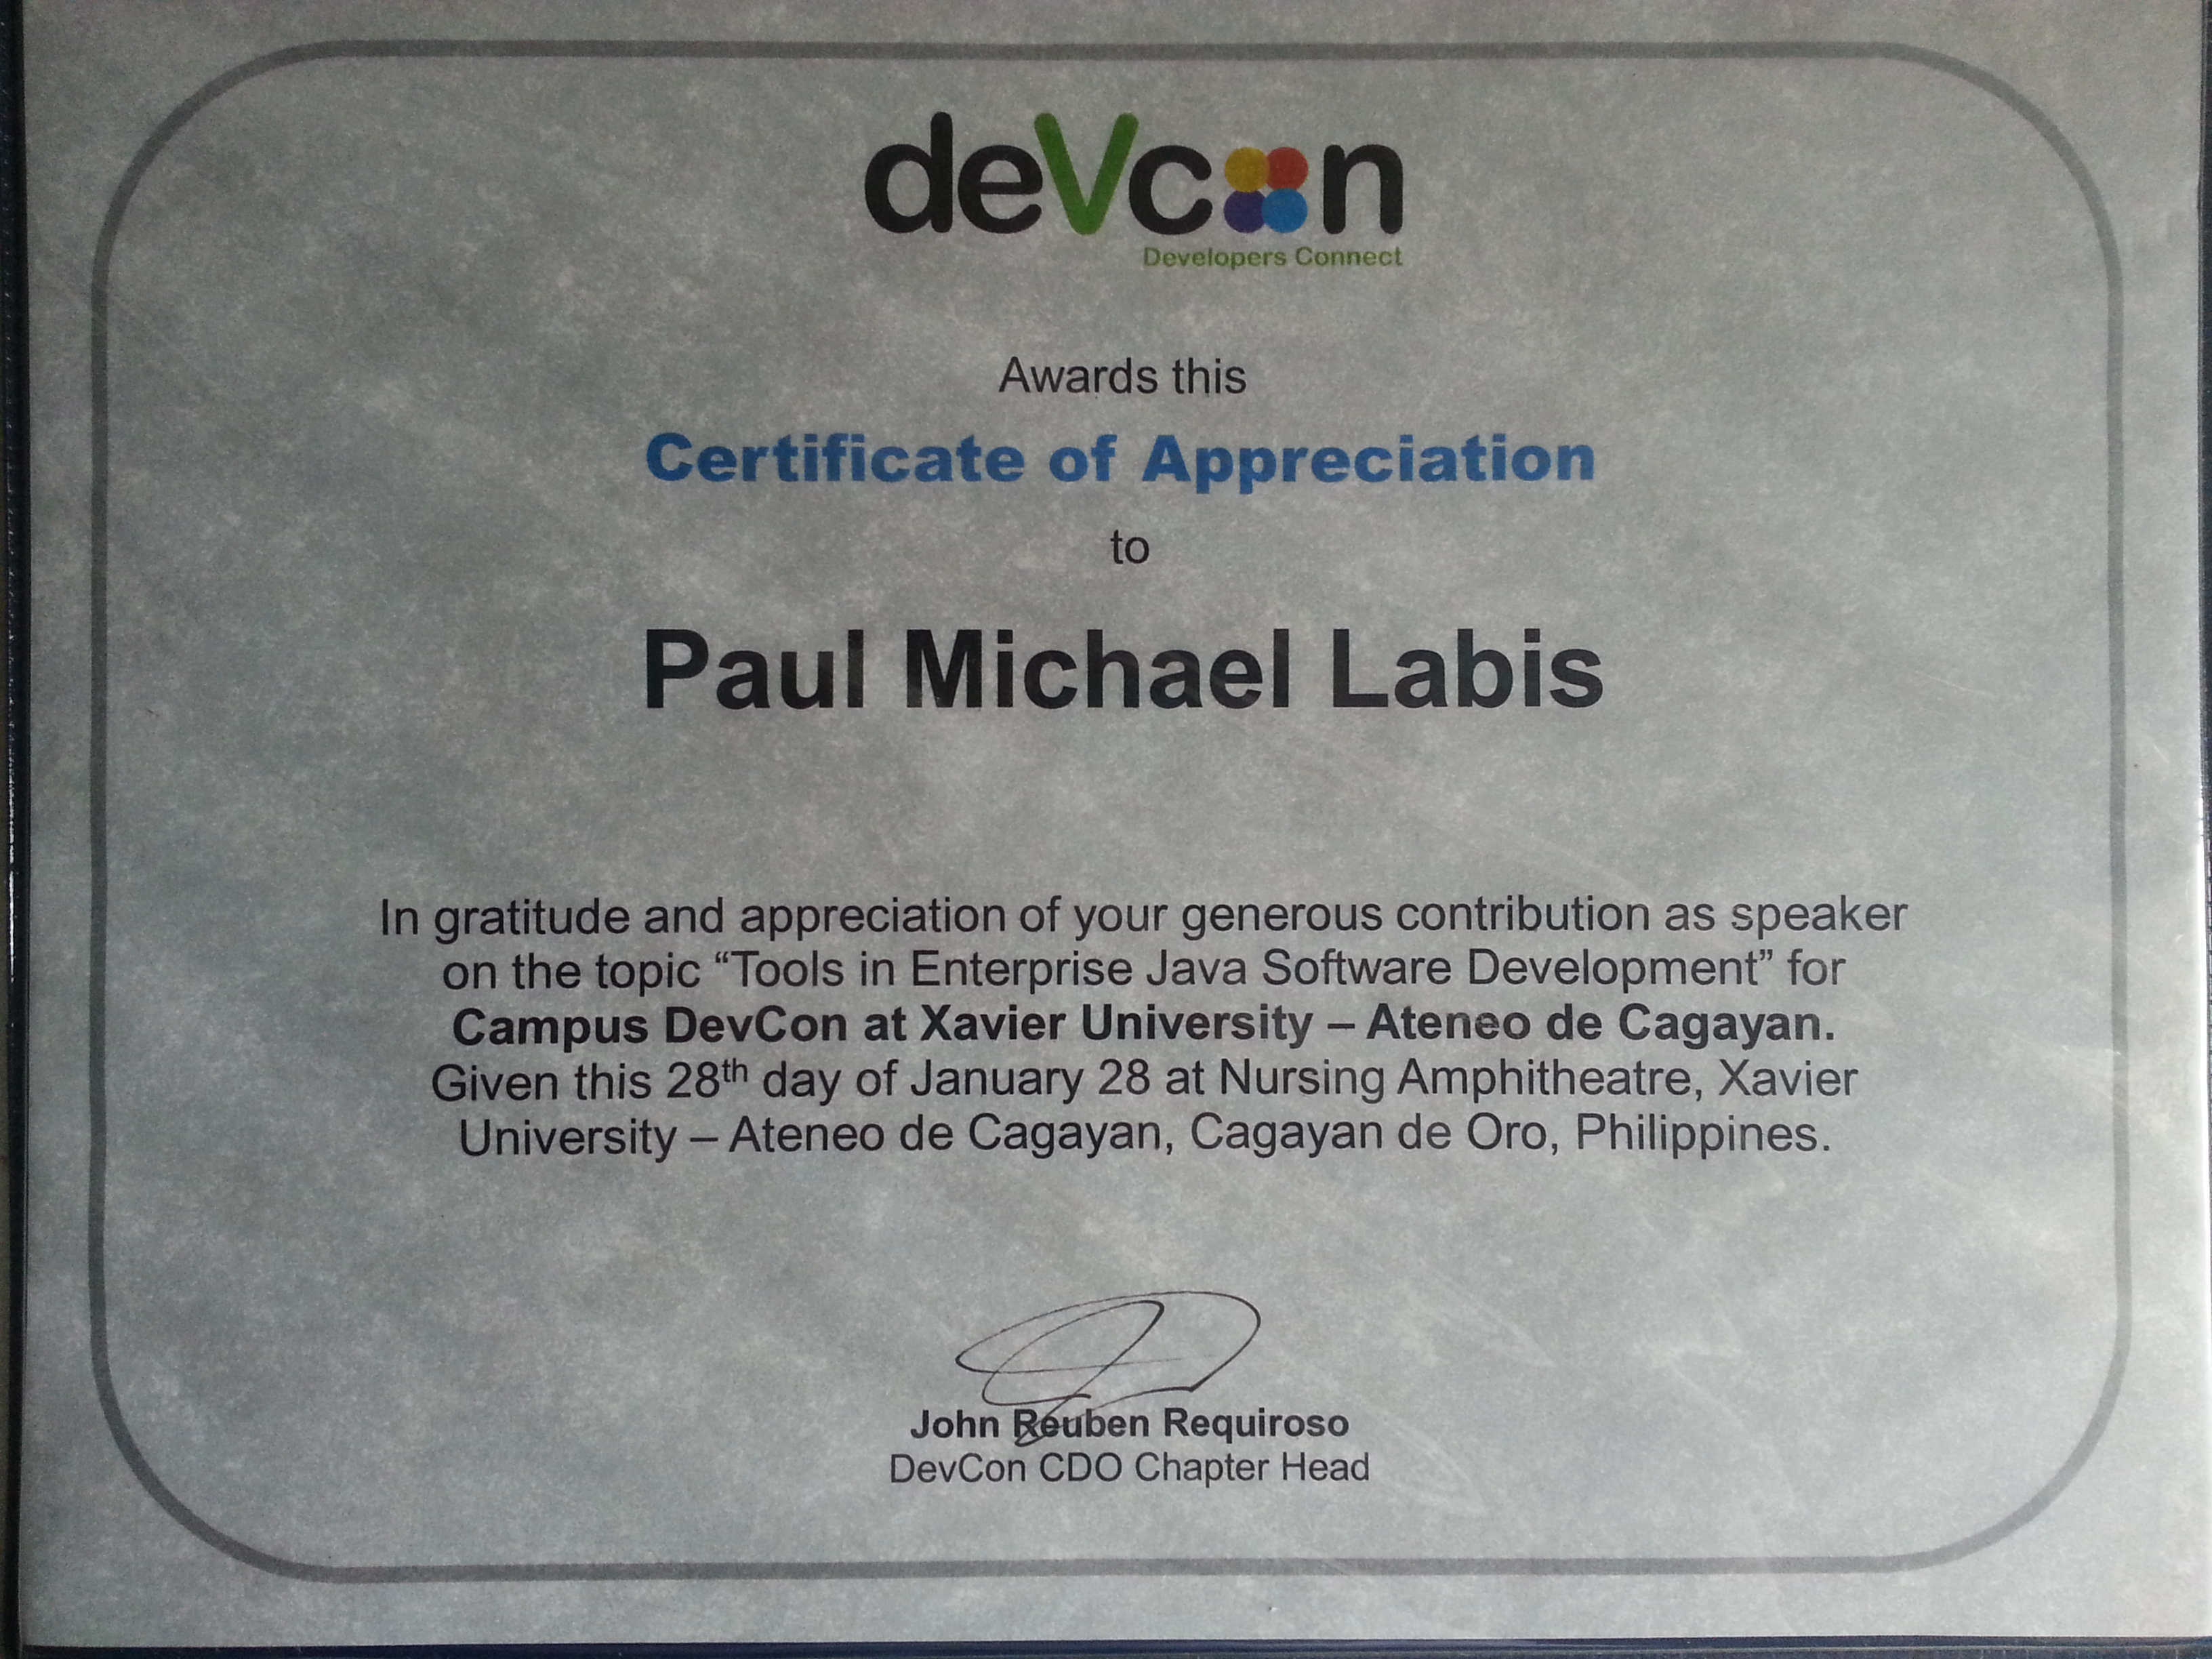 deVcon
Developers Connect
Awards this
Certificate of Appreciation
to
Paul Michael Labis
In gratitude and appreciation of your generous contribution as speaker
on the topic “Tools in Enterprise Java Software Development” for
Campus DevCon at Xavier University – Ateneo de Cagayan.
Given this 28th day of January 28 at Nursing Amphitheatre, Xavier
University – Ateneo de Cagayan, Cagayan de Oro, Philippines.
John Reuben Requiroso
DevCon CDO Chapter Head